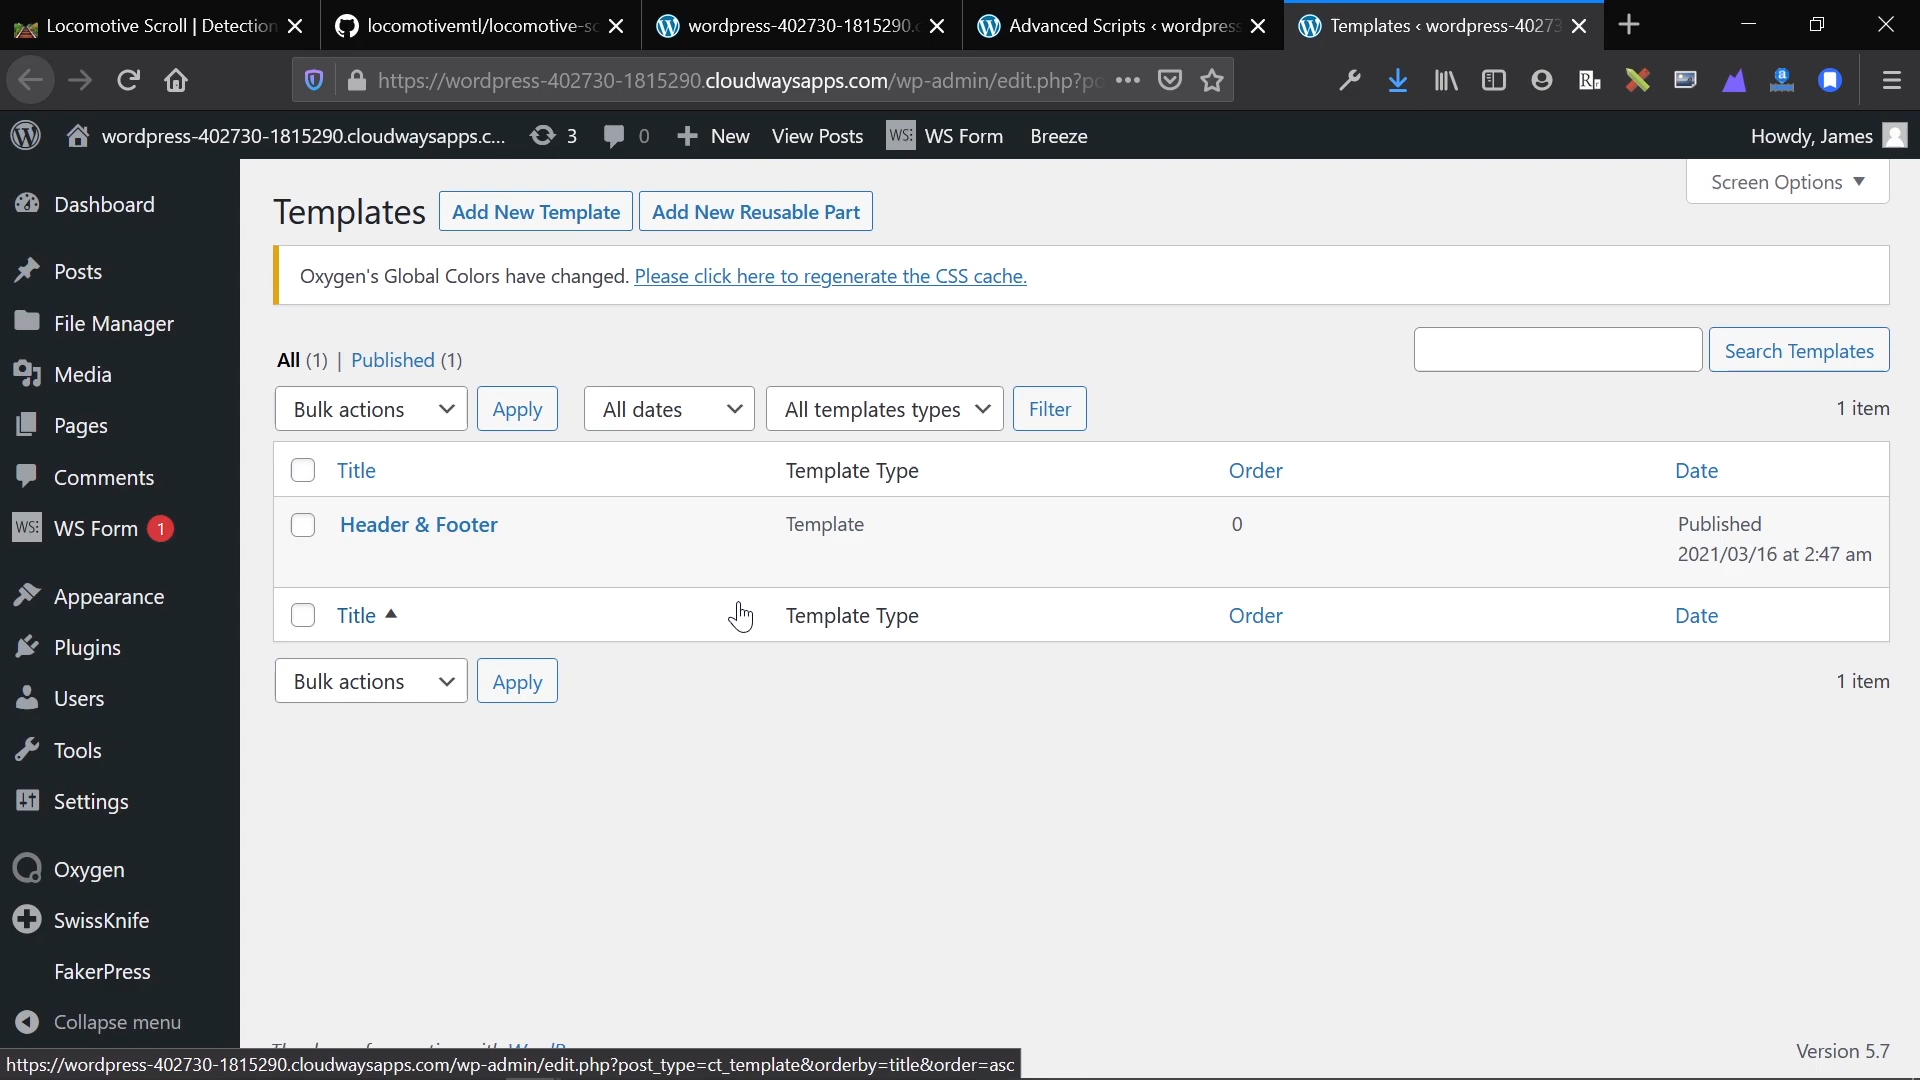 Locomotive Scroll | Detection
locomotivemtl/locomotive-sc
wordpress-402730-1815290.c
Advanced Scripts ‹ wordpress
Templates ‹ wordpress-40273
https://wordpress-402730-1815290.cloudwaysapps.com/wp-admin/edit.php?po
wordpress-402730-1815290.cloudwaysapps.c... 3 0 New View Posts WS: WS Form Breeze Howdy, James
Screen Options
Dashboard
Posts
File Manager
Media
Pages
Comments
WS: WS Form 1
Appearance
Plugins
Users
Tools
Settings
Oxygen
SwissKnife
FakerPress
Collapse menu
Templates Add New Template Add New Reusable Part
Oxygen's Global Colors have changed. Please click here to regenerate the CSS cache.
Search Templates
All (1) | Published (1)
Bulk actions Apply All dates All templates types Filter 1 item
Title Template Type Order Date
Header & Footer Template 0 Published
2021/03/16 at 2:47 am
Title Template Type Order Date
Bulk actions Apply 1 item
Version 5.7
https://wordpress-402730-1815290.cloudwaysapps.com/wp-admin/edit.php?post_type=ct_template&orderby=title&order=asc